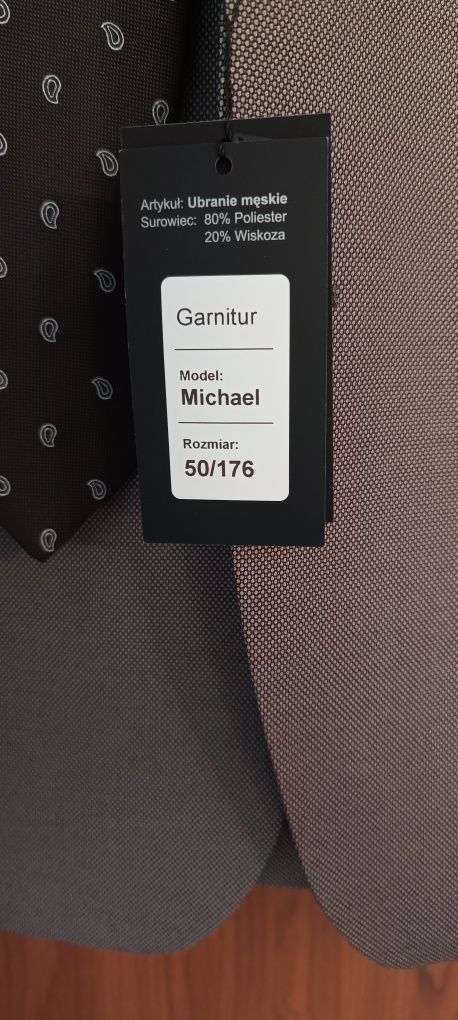 Artykuł: Ubranie męskie
Surowiec: 80% Poliester
20% Wiskoza
Garnitur
Model:
Michael
Rozmiar:
50/176